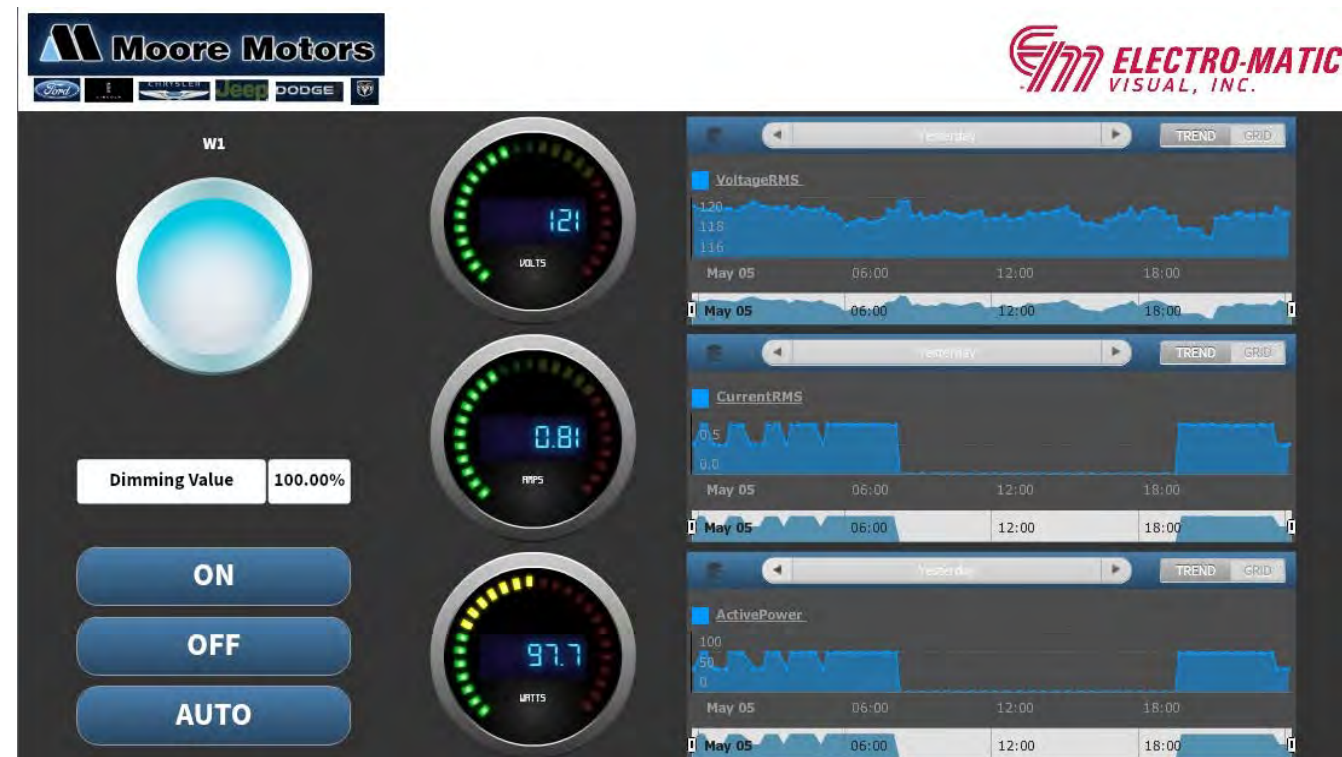 Moore Motors
Ford
LINCOLN
CHRYSLER
Jeep
DODGE
ELECTRO-MATIC
VISUAL, INC.
W1
Dimming Value
100.00%
ON
OFF
AUTO
121
VOLTS
0.81
AMPS
97.7
WATTS
Yesterday
TREND
GRID
VoltageRMS
120
118
116
May 05
06:00
12:00
18:00
May 05
06:00
12:00
18:00
Yesterday
TREND
GRID
CurrentRMS
0.5
0.0
May 05
06:00
12:00
18:00
May 05
06:00
12:00
18:00
Yesterday
TREND
GRID
ActivePower
100
50
0
May 05
06:00
12:00
18:00
May 05
06:00
12:00
18:00